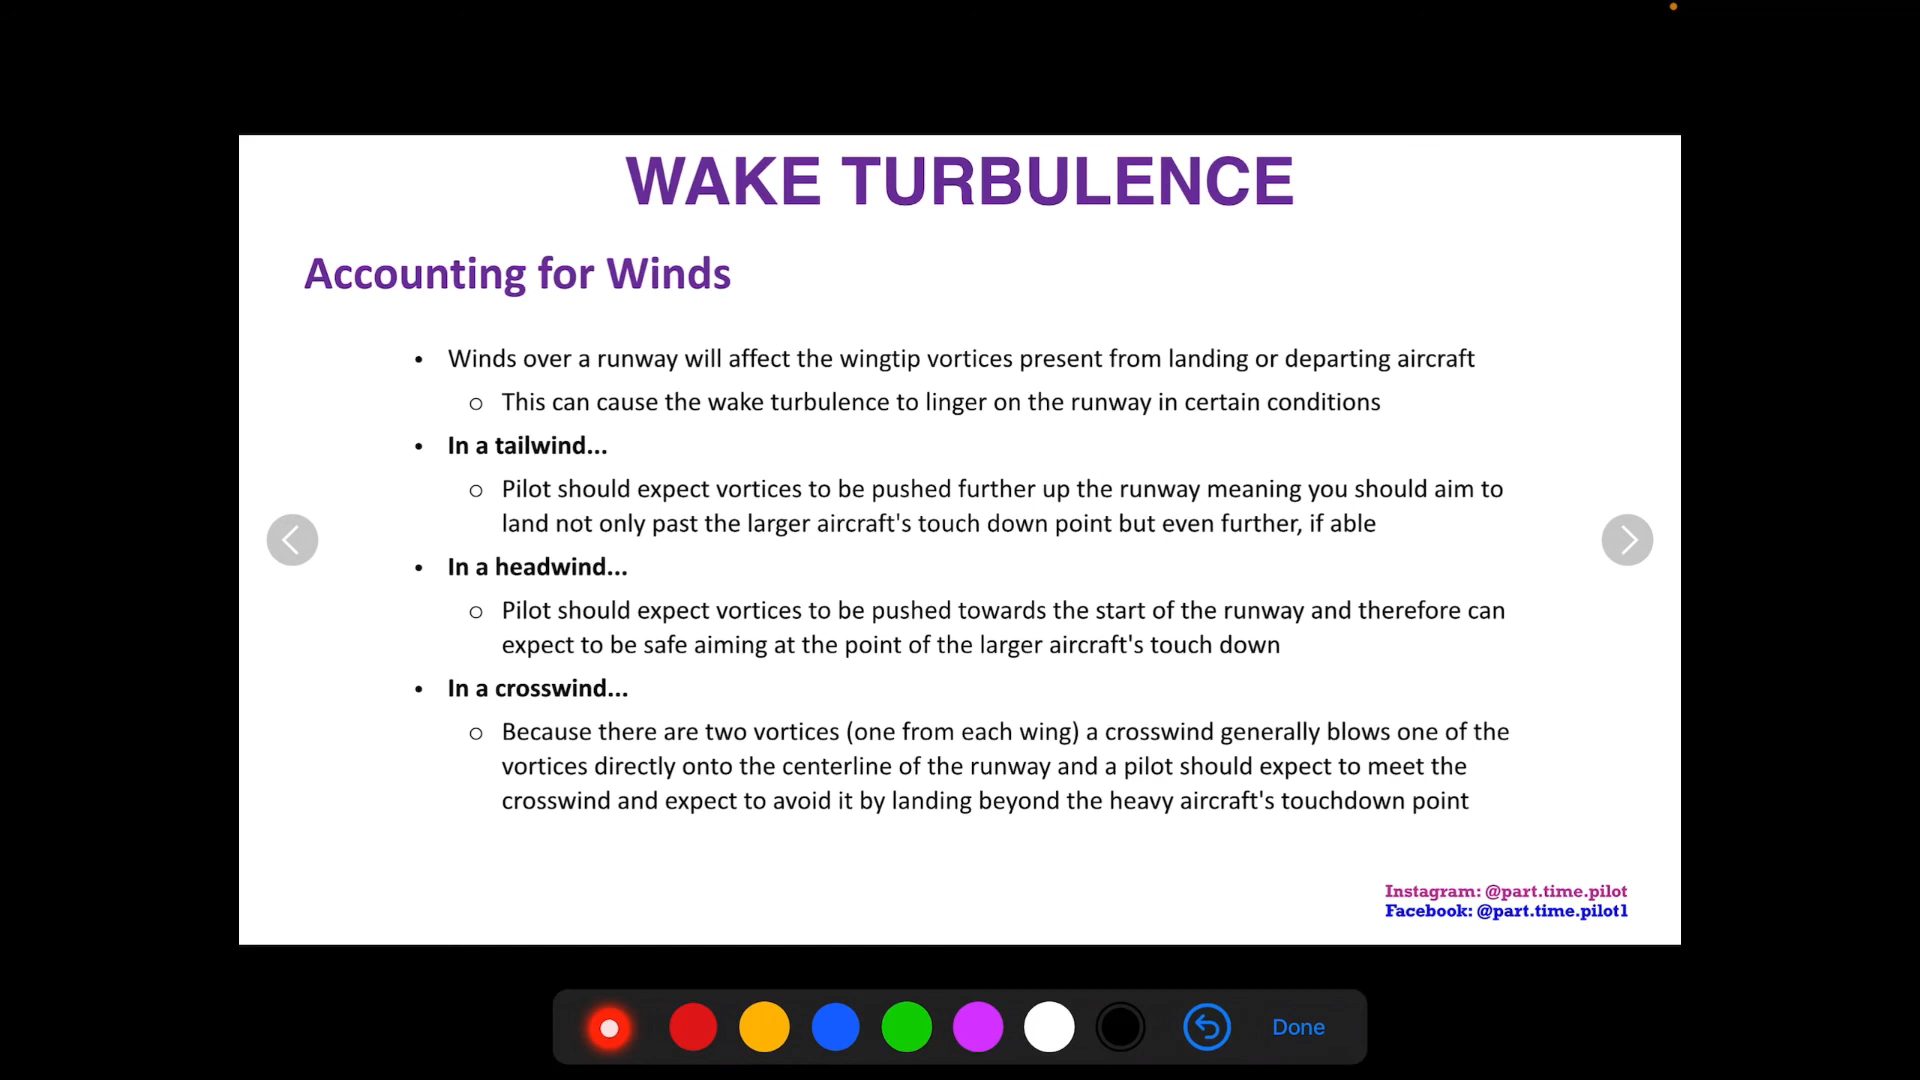 WAKE TURBULENCE
Accounting for Winds
• Winds over a runway will affect the wingtip vortices present from landing or departing aircraft
○ This can cause the wake turbulence to linger on the runway in certain conditions
• In a tailwind...
○ Pilot should expect vortices to be pushed further up the runway meaning you should aim to
land not only past the larger aircraft's touch down point but even further, if able
• In a headwind...
○ Pilot should expect vortices to be pushed towards the start of the runway and therefore can
expect to be safe aiming at the point of the larger aircraft's touch down
• In a crosswind...
○ Because there are two vortices (one from each wing) a crosswind generally blows one of the
vortices directly onto the centerline of the runway and a pilot should expect to meet the
crosswind and expect to avoid it by landing beyond the heavy aircraft's touchdown point
Instagram: @part.time.pilot
Facebook: @part.time.pilot1
Done